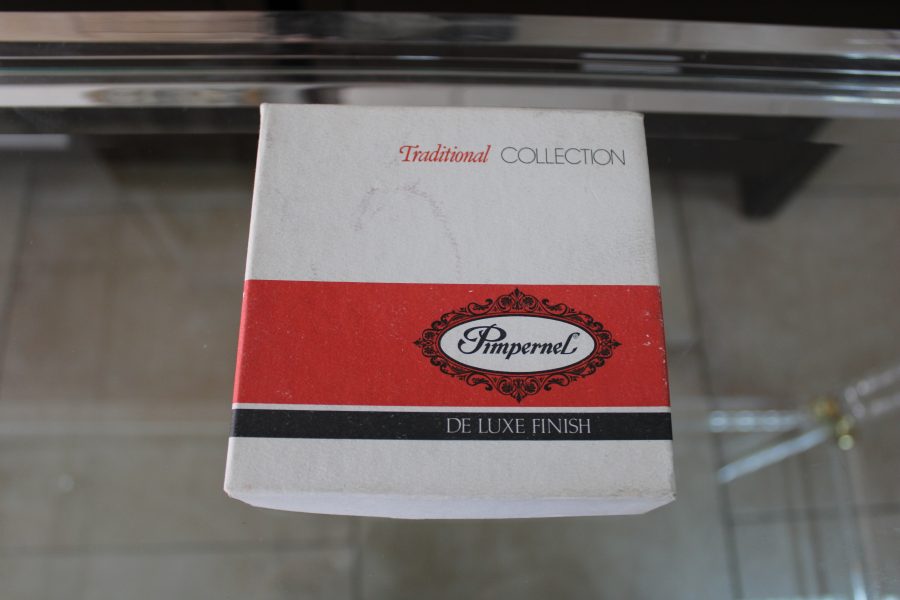 Traditional COLLECTION
Pimpernel
DE LUXE FINISH